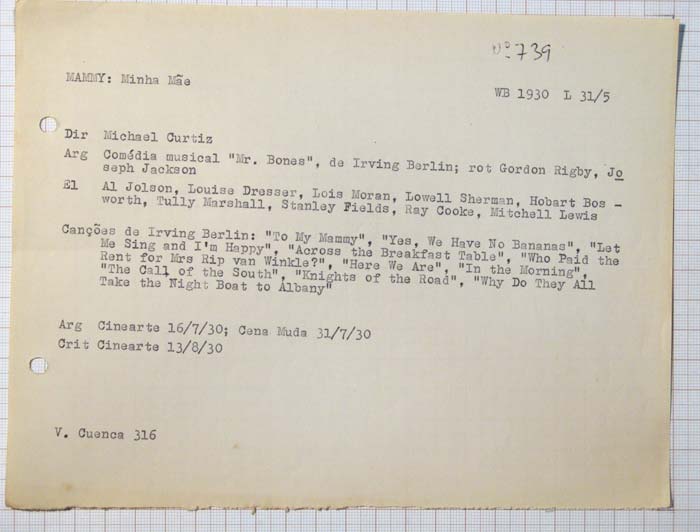 Nº 739
MAMMY: Minha Mãe
WB 1930 L 31/5
Dir Michael Curtiz
Arg Comédia musical "Mr. Bones", de Irving Berlin; rot Gordon Rigby, Jo
seph Jackson
El Al Jolson, Louise Dresser, Lois Moran, Lowell Sherman, Hobart Bos -
worth, Tully Marshall, Stanley Fields, Ray Cooke, Mitchell Lewis
Canções de Irving Berlin: "To My Mammy", "Yes, We Have No Bananas", "Let
Me Sing and I'm Happy", "Across the Breakfast Table", "Who Paid the
Rent for Mrs Rip van Winkle?", "Here We Are", "In the Morning",
"The Call of the South", "Knights of the Road", "Why Do They All
Take the Night Boat to Albany"
Arg Cinearte 16/7/30; Cena Muda 31/7/30
Crit Cinearte 13/8/30
V. Cuenca 316